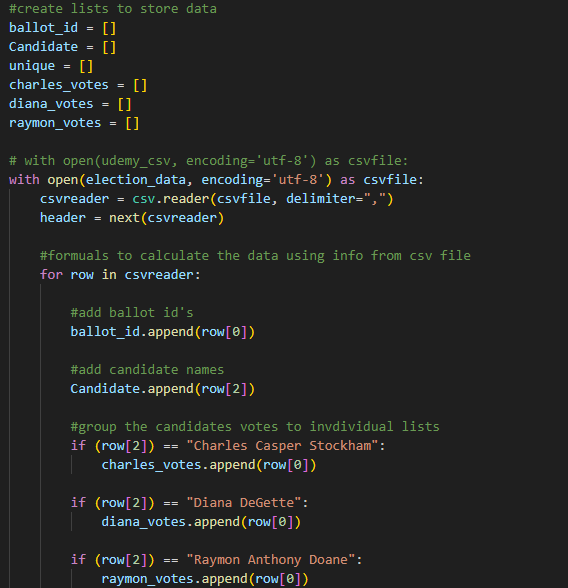 #create lists to store data
ballot_id = []
Candidate = []
unique = []
charles_votes = []
diana_votes = []
raymon_votes = []
# with open(udemy_csv, encoding='utf-8') as csvfile:
with open(election_data, encoding='utf-8') as csvfile:
csvreader = csv.reader(csvfile, delimiter=",")
header = next(csvreader)
#formuals to calculate the data using info from csv file
for row in csvreader:
#add ballot id's
ballot_id.append(row[0])
#add candidate names
Candidate.append(row[2])
#group the candidates votes to invdividual lists
if (row[2]) == "Charles Casper Stockham":
charles_votes.append(row[0])
if (row[2]) == "Diana DeGette":
diana_votes.append(row[0])
if (row[2]) == "Raymon Anthony Doane":
raymon_votes.append(row[0])